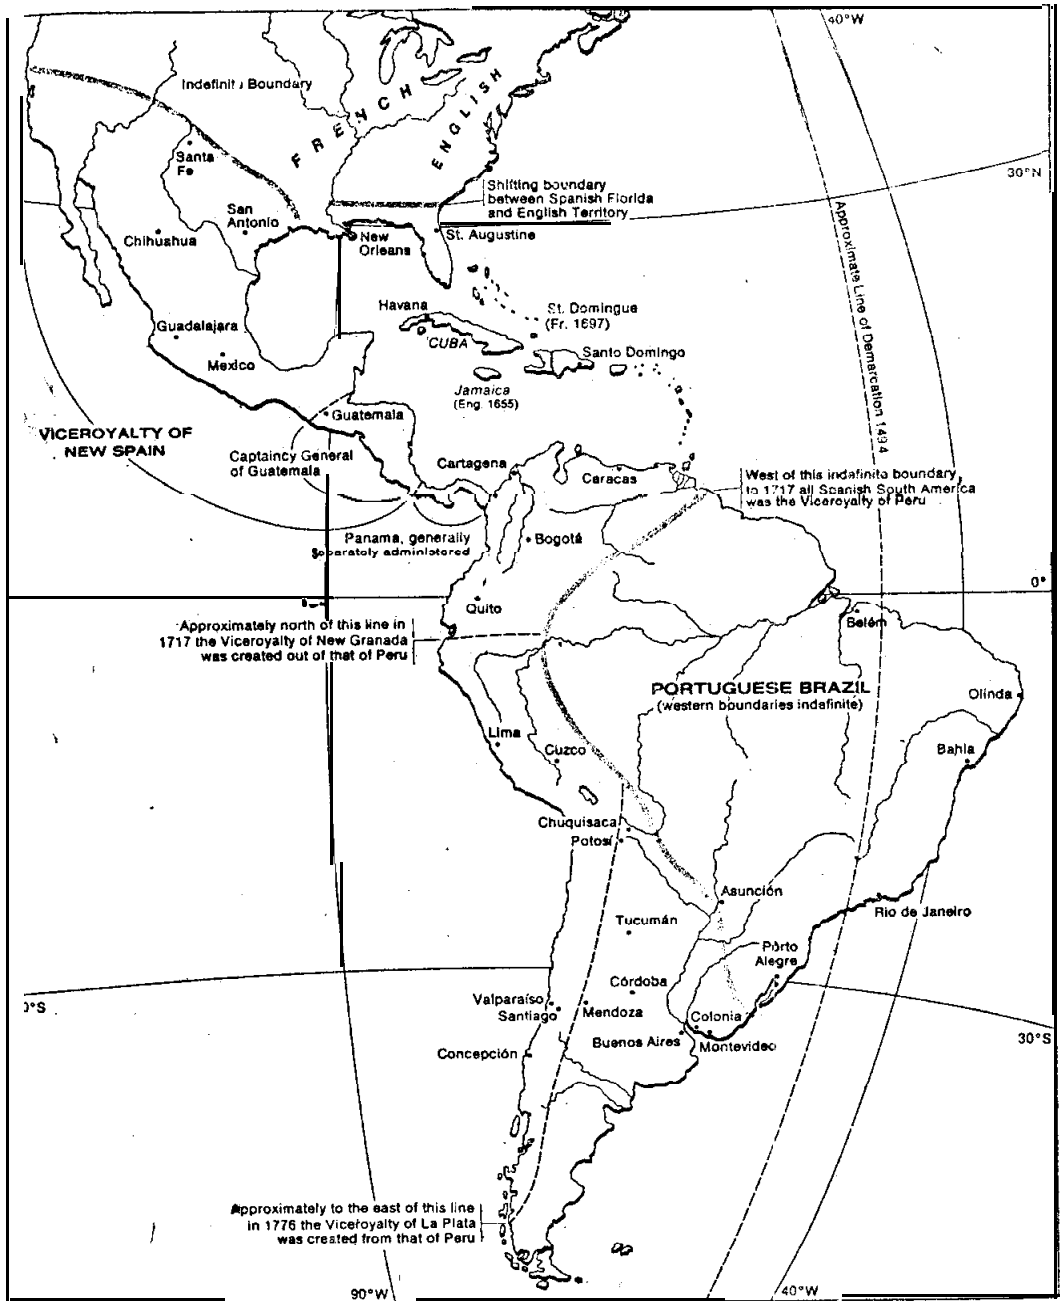 40°W
Indefinit Boundary
FRENCH
ENGLISH
Santa
Fe
30°N
Shifting boundary
between Spanish Florida
and English Territory
San
Antonio
Chihuahua
New
Orleans
St. Augustine
Approximate Line of Demarcation 1494
Havana
St. Domingue
(Fr. 1697)
Guadalajara
CUBA
Santo Domingo
Mexico
Jamaica
(Eng. 1655)
Guatemala
VICEROYALTY OF
NEW SPAIN
Captaincy General
of Guatemala
Cartagena
Caracas
West of this indefinite boundary
to 1717 all Spanish South America
was the Viceroyalty of Peru
Panama, generally
Separately administered
Bogotá
0°
Quito
Belém
Approximately north of this line in
1717 the Viceroyalty of New Granada
was created out of that of Peru
PORTUGUESE BRAZIL
(western boundaries indefinite)
Olinda
Lima
Cuzco
Bahia
Chuquisaca
Potosí
Asunción
Rio de Janeiro
Tucumán
Pôrto
Alegre
Córdoba
0°S
Valparaíso
Santiago
Mendoza
Colonia
Buenos Aires
Montevideo
30°S
Concepción
Approximately to the east of this line
in 1776 the Viceroyalty of La Plata
was created from that of Peru
90°W
40°W